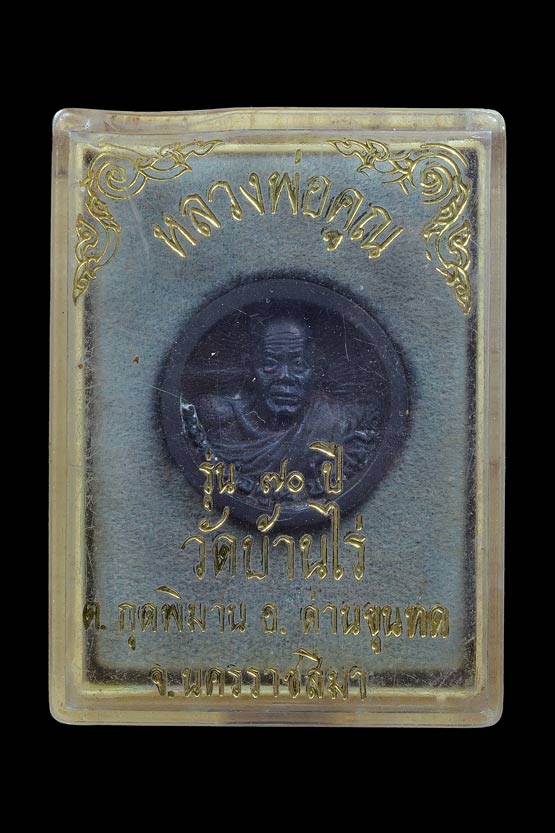 หลวงพ่อคูณ
รุ่น ๗๐ ปี
วัดบ้านไร่
ต. กุดพิมาน อ. ด่านขุนทด
จ.นครราชสีมา